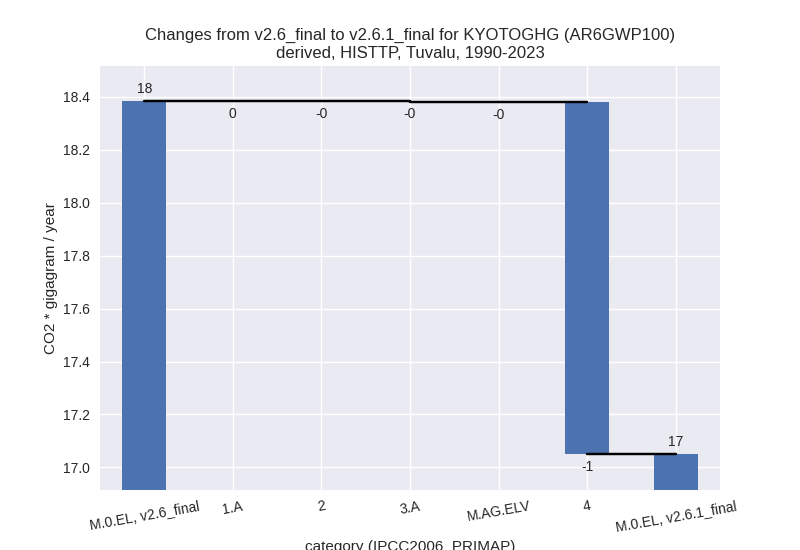 Changes from v2.6_final to v2.6.1_final for KYOTOGHG (AR6GWP100)
derived, HISTTP, Tuvalu, 1990-2023
18
18.4
0
-0
-0
-0
18.2
18.0
17.8
17.6
17.4
17.2
17.0
17
-1
CO2 * gigagram / year
M.0.EL, v2.6_final
1.A
2
3.A
M.AG.ELV
4
M.0.EL, v2.6.1_final
category (IPCC2006_PRIMAP)